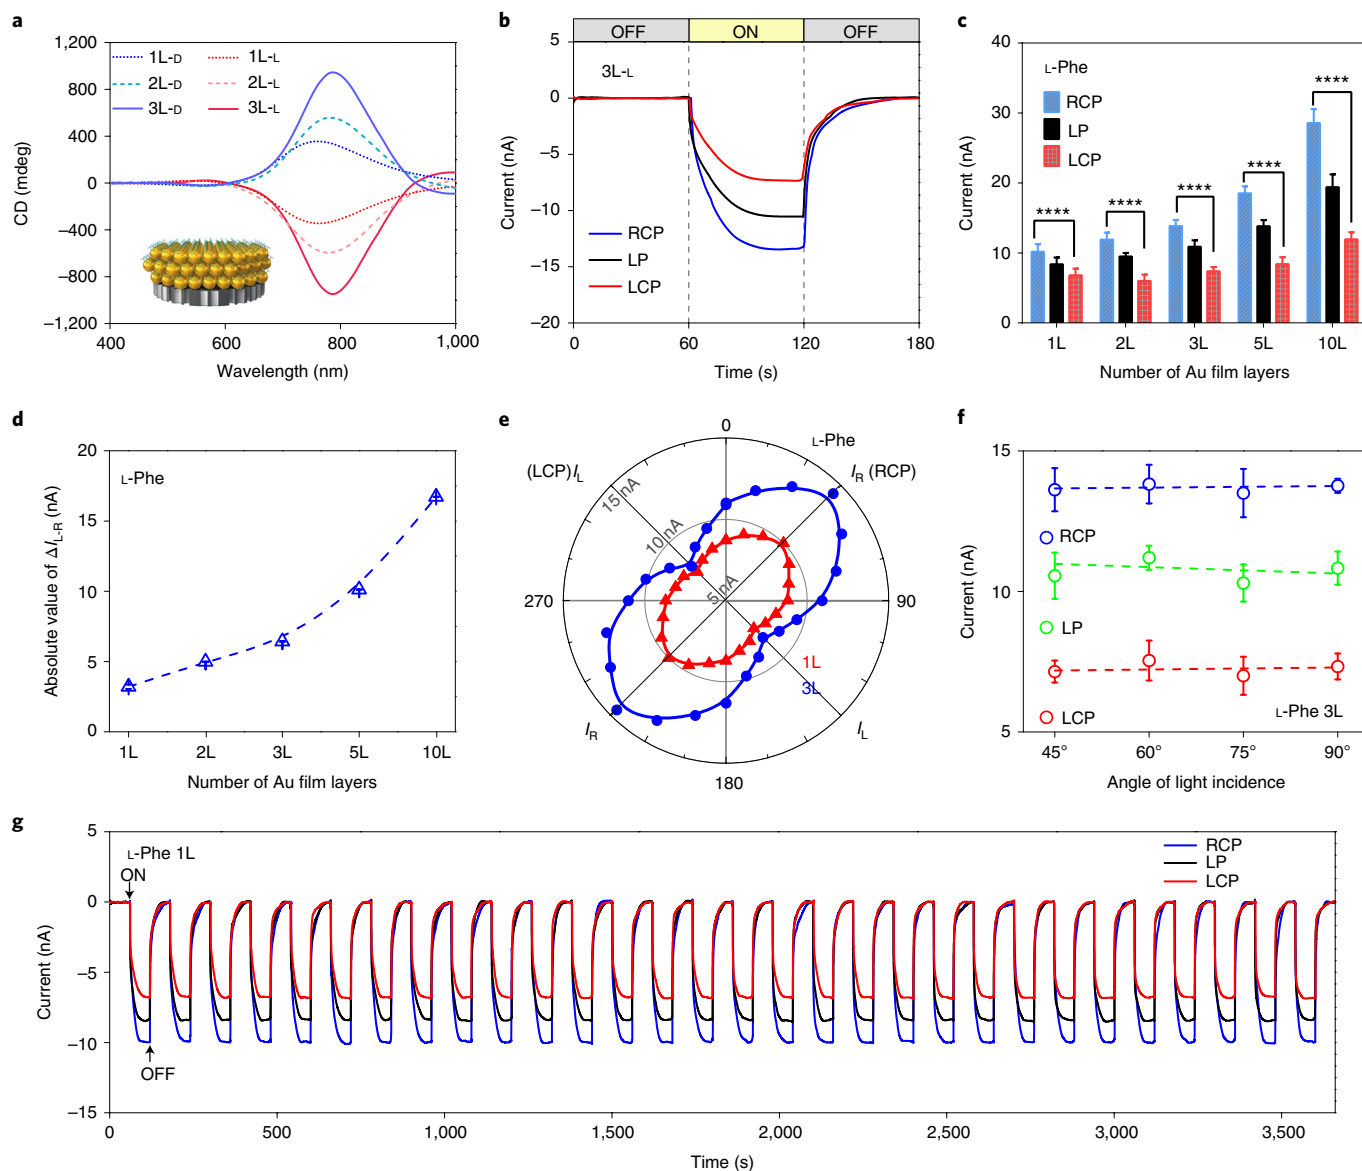 a
1,200
800
400
0
−400
−800
−1,200
CD (mdeg)
1L-D 1L-L
2L-D 2L-L
3L-D 3L-L
400 600 800 1,000
Wavelength (nm)
b
OFF ON OFF
5
0
−5
−10
−15
−20
Current (nA)
3L-L
RCP
LP
LCP
0 60 120 180
Time (s)
c
40
30
20
10
0
Current (nA)
L-Phe
RCP
LP
LCP
**** **** **** **** ****
1L 2L 3L 5L 10L
Number of Au film layers
d
20
15
10
5
0
Absolute value of ΔI_L-R (nA)
L-Phe
1L 2L 3L 5L 10L
Number of Au film layers
e
0
L-Phe
(LCP) I_L
I_R (RCP)
15 nA
10 nA
5 nA
270
90
1L
3L
I_R
I_L
180
f
15
10
5
Current (nA)
RCP
LP
LCP
L-Phe 3L
45° 60° 75° 90°
Angle of light incidence
g
5
0
−5
−10
−15
Current (nA)
L-Phe 1L
ON
OFF
RCP
LP
LCP
0 500 1,000 1,500 2,000 2,500 3,000 3,500
Time (s)